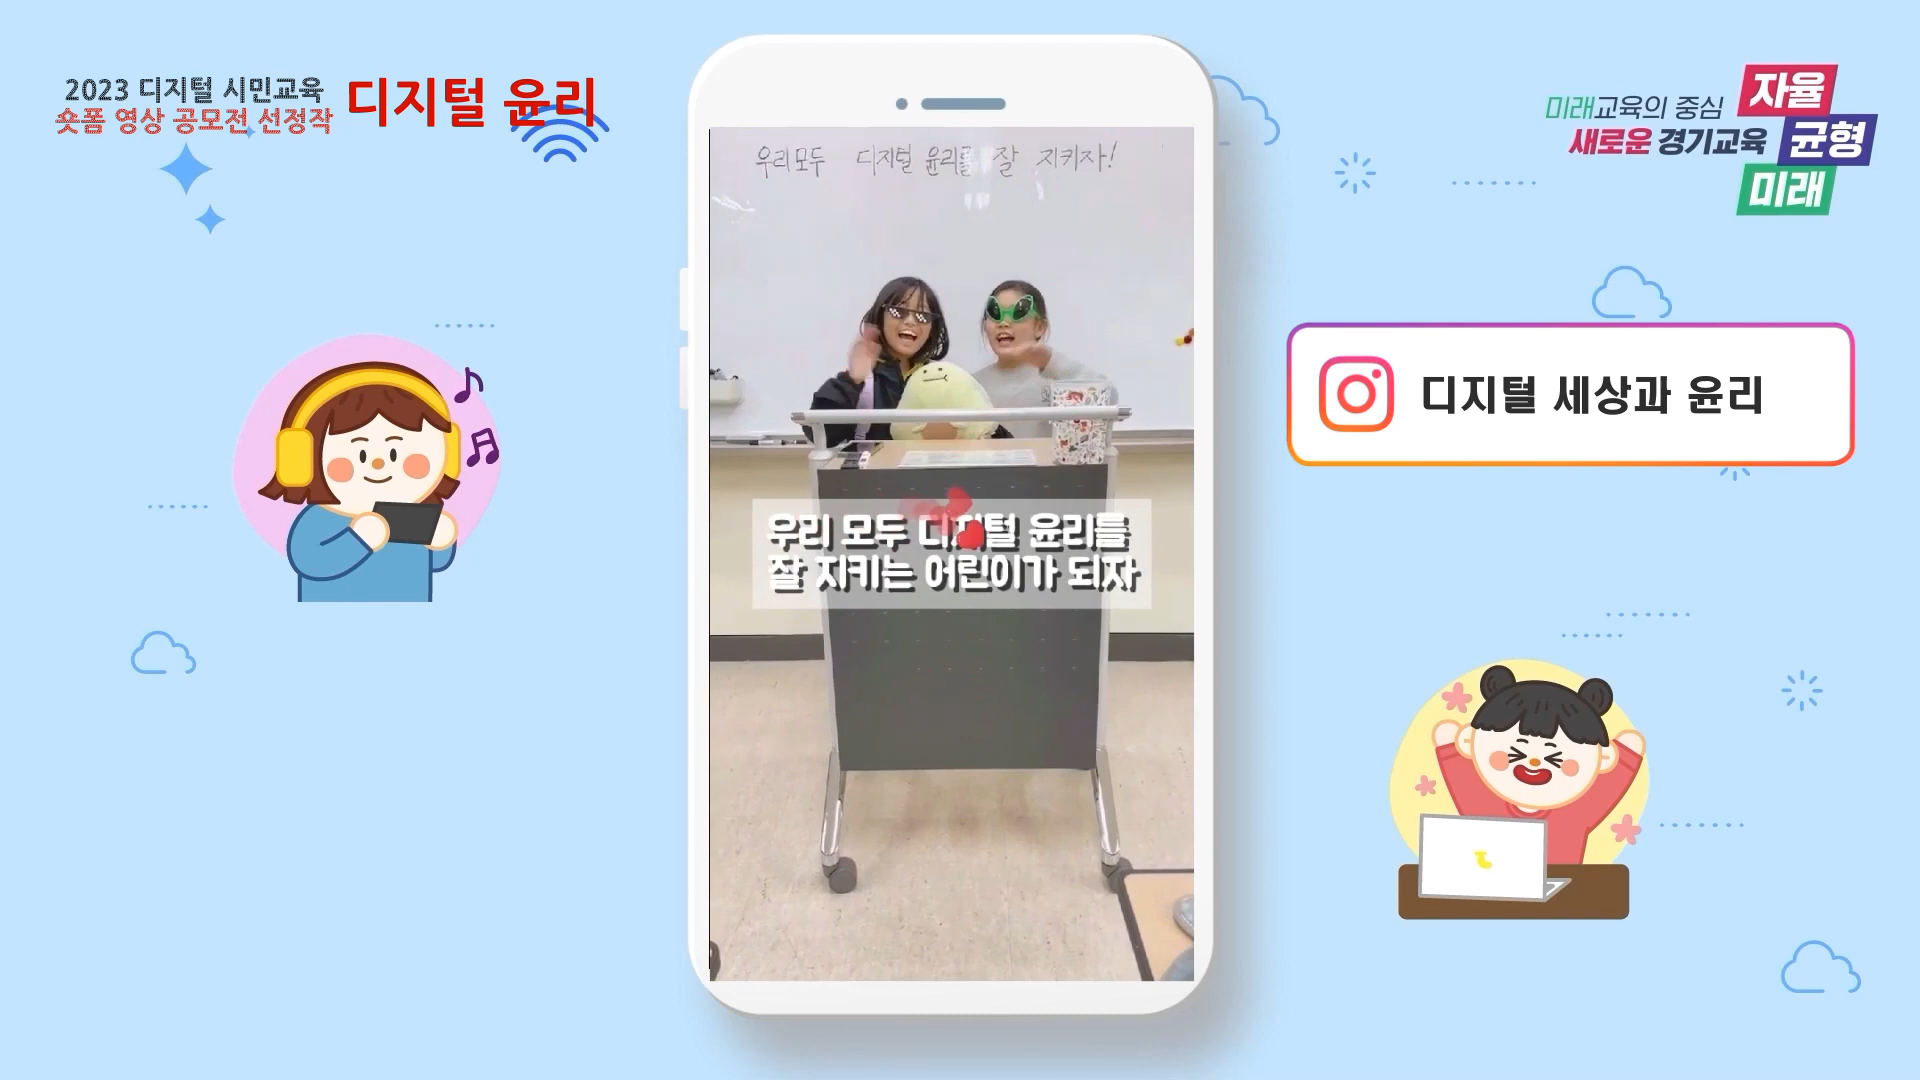 2023 디지털 시민교육
숏폼 영상 공모전 선정작
디지털 윤리
미래교육의 중심
새로운 경기교육
자율
균형
미래
우리모두 디지털 윤리를 잘 지키자!
디지털 세상과 윤리
우리 모두 디지털 윤리를
잘 지키는 어린이가 되자